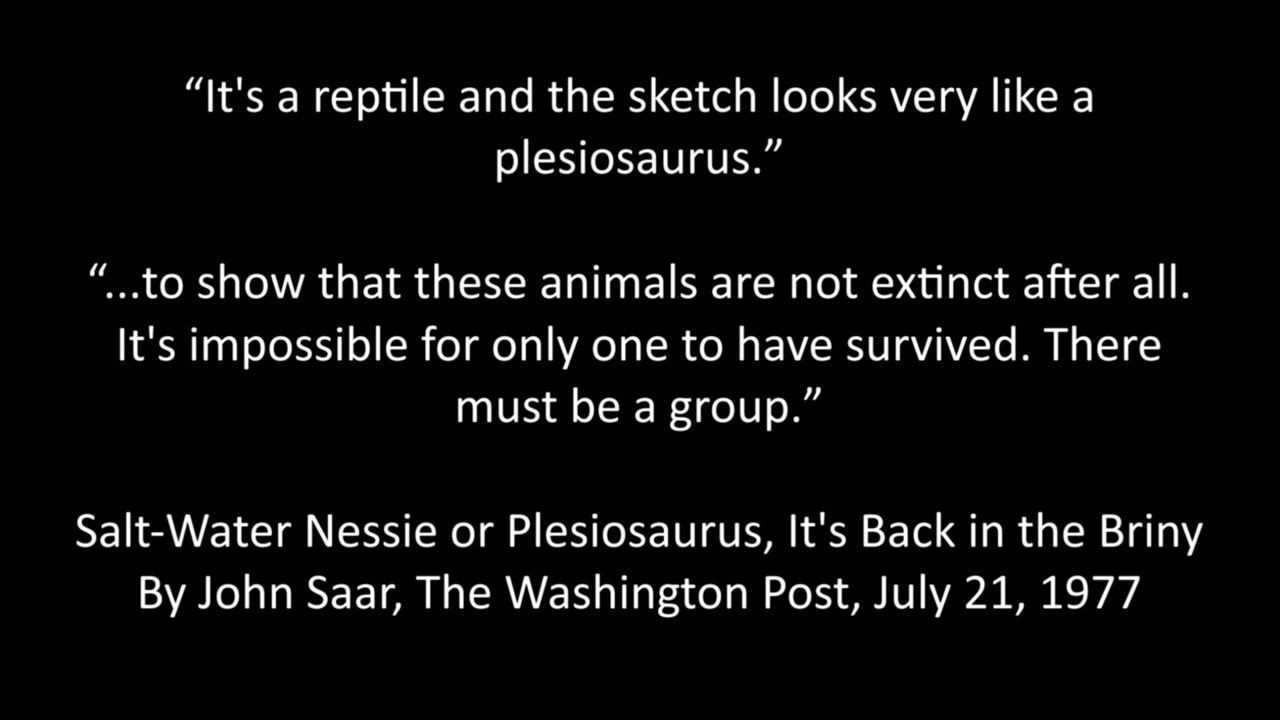 “It's a reptile and the sketch looks very like a
plesiosaurus.”
“...to show that these animals are not extinct after all.
It's impossible for only one to have survived. There
must be a group.”
Salt-Water Nessie or Plesiosaurus, It's Back in the Briny
By John Saar, The Washington Post, July 21, 1977